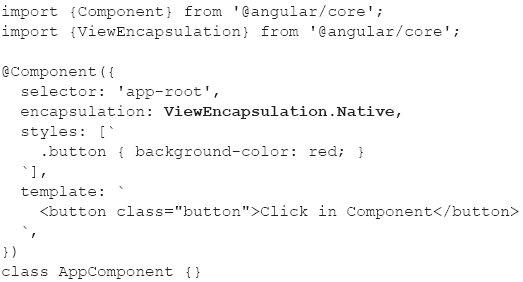 import {Component} from '@angular/core';
import {ViewEncapsulation} from '@angular/core';

@Component({
  selector: 'app-root',
  encapsulation: ViewEncapsulation.Native,
  styles: [`
    .button { background-color: red; }
  `],
  template: `
    <button class="button">Click in Component</button>
  `,
})
class AppComponent {}